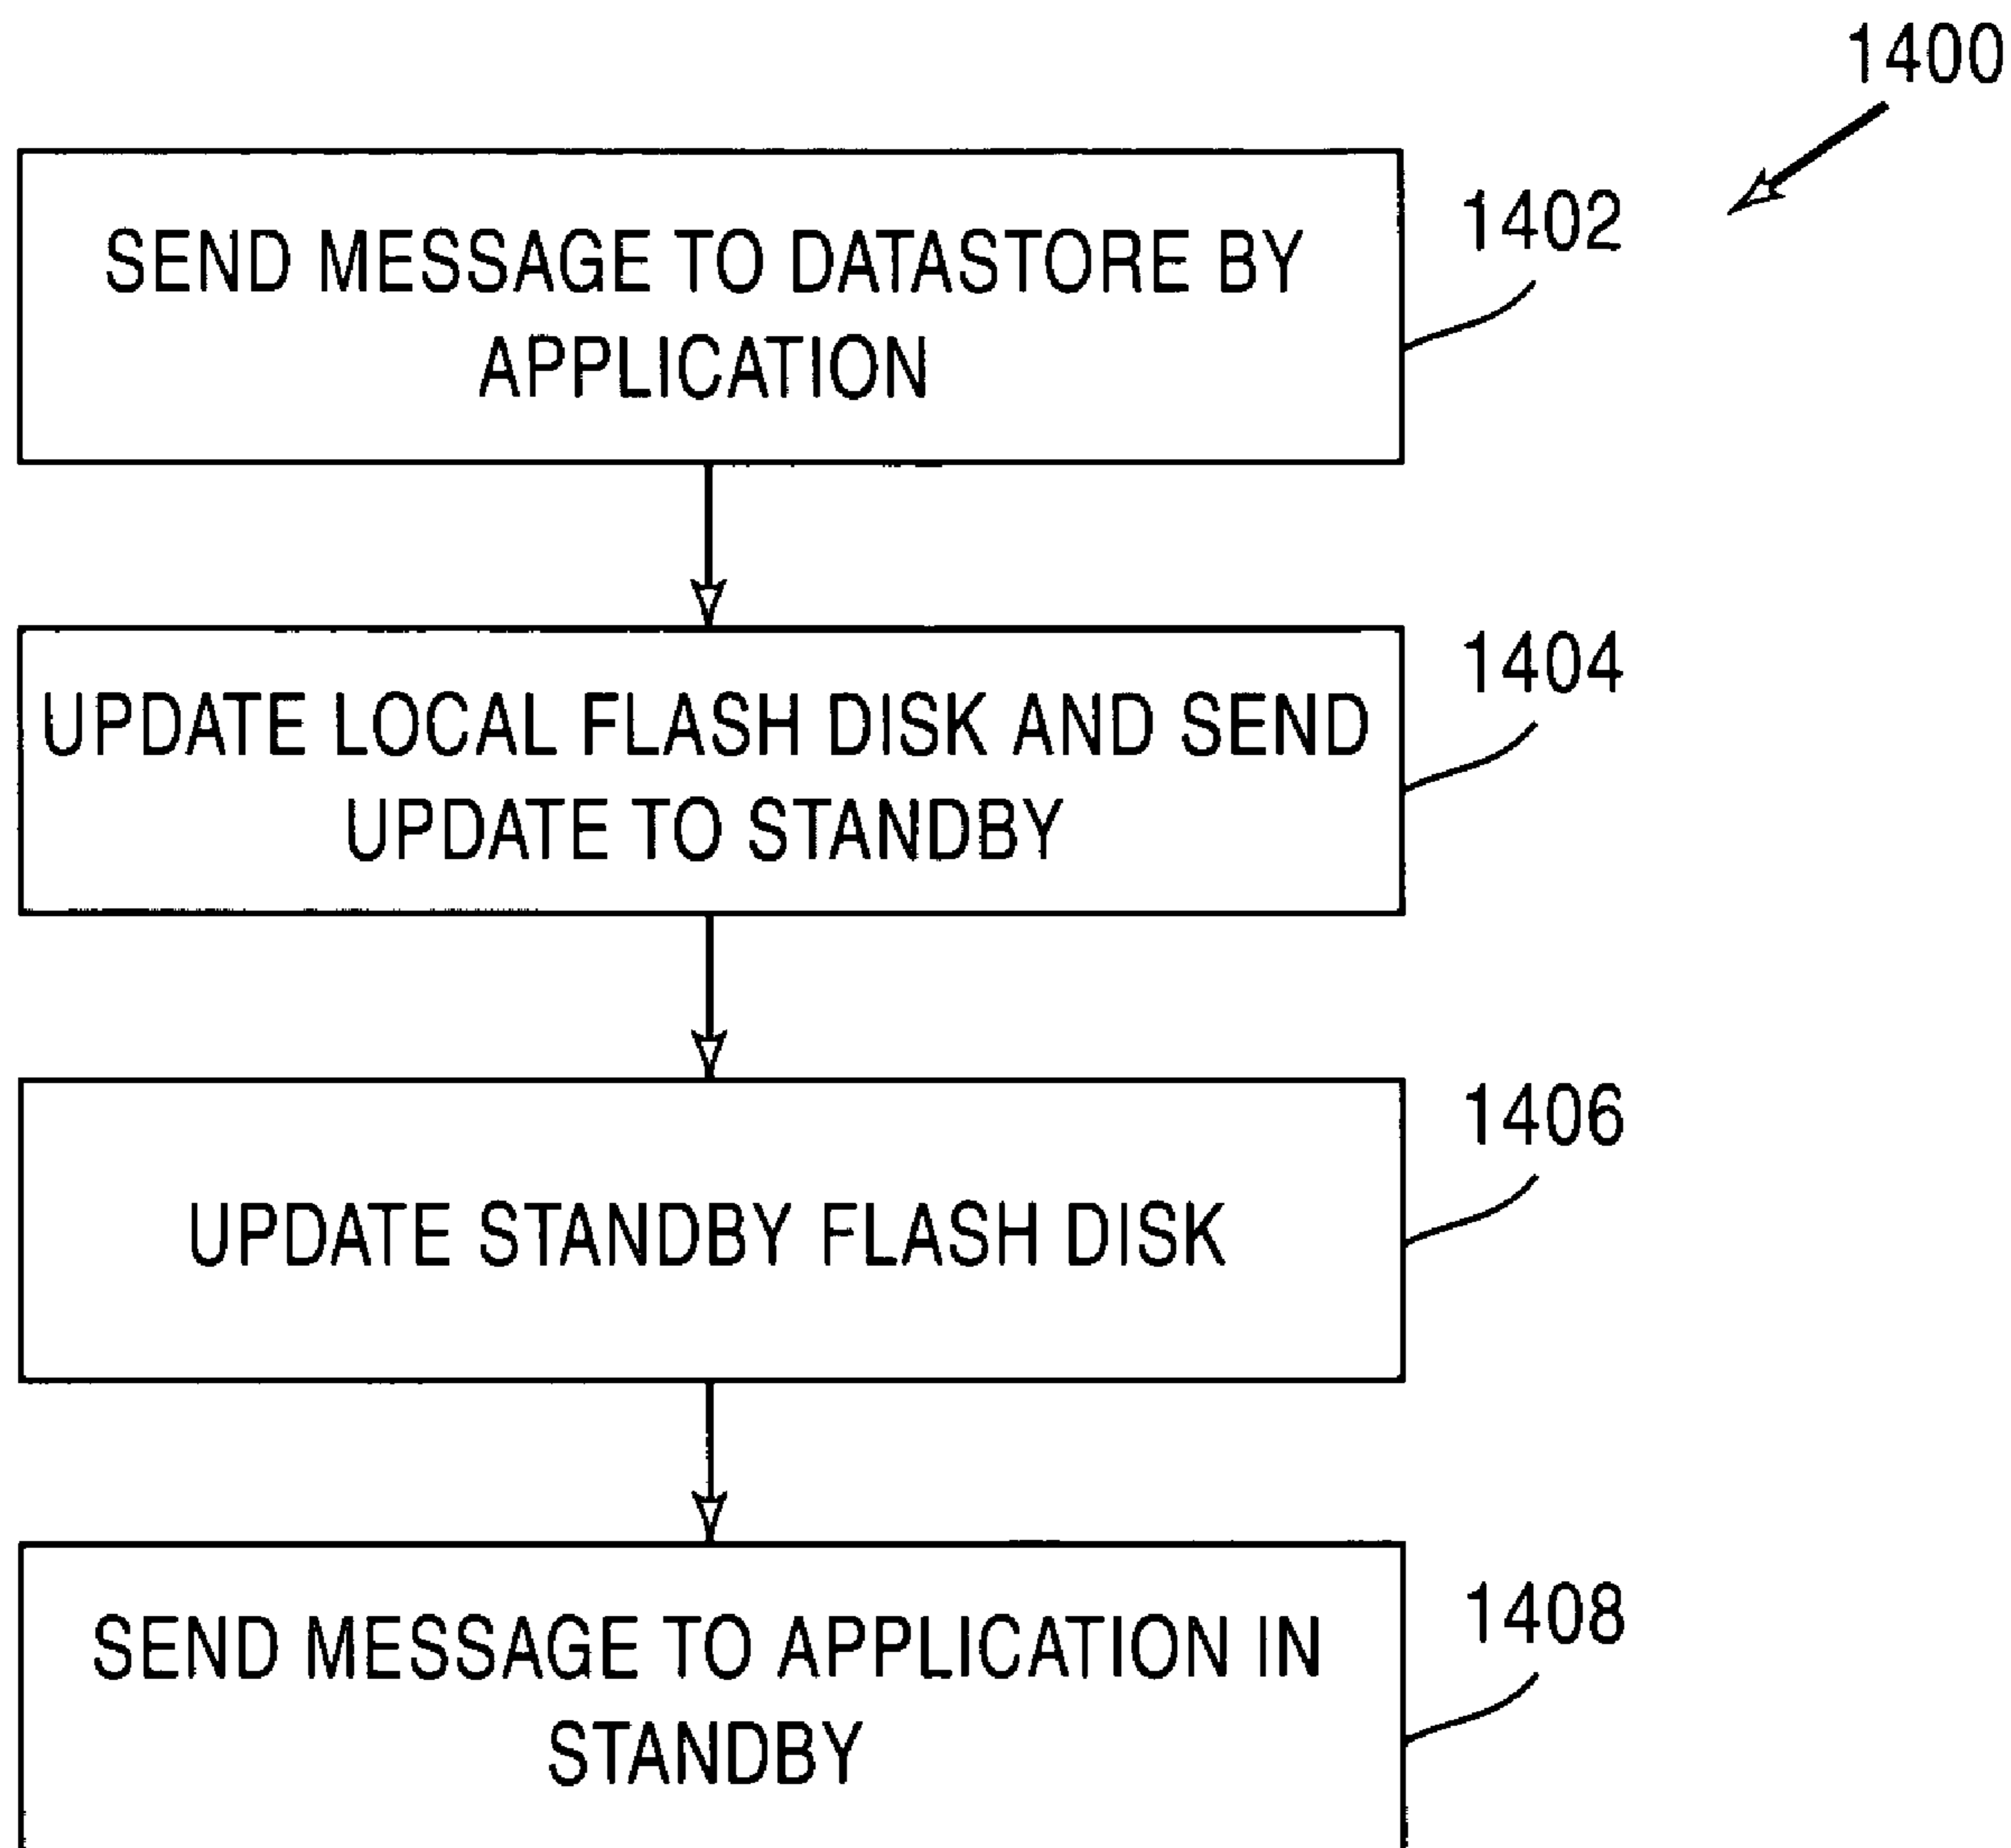 1400
1402
SEND MESSAGE TO DATASTORE BY
APPLICATION
1404
UPDATE LOCAL FLASH DISK AND SEND
UPDATE TO STANDBY
1406
UPDATE STANDBY FLASH DISK
1408
SEND MESSAGE TO APPLICATION IN
STANDBY